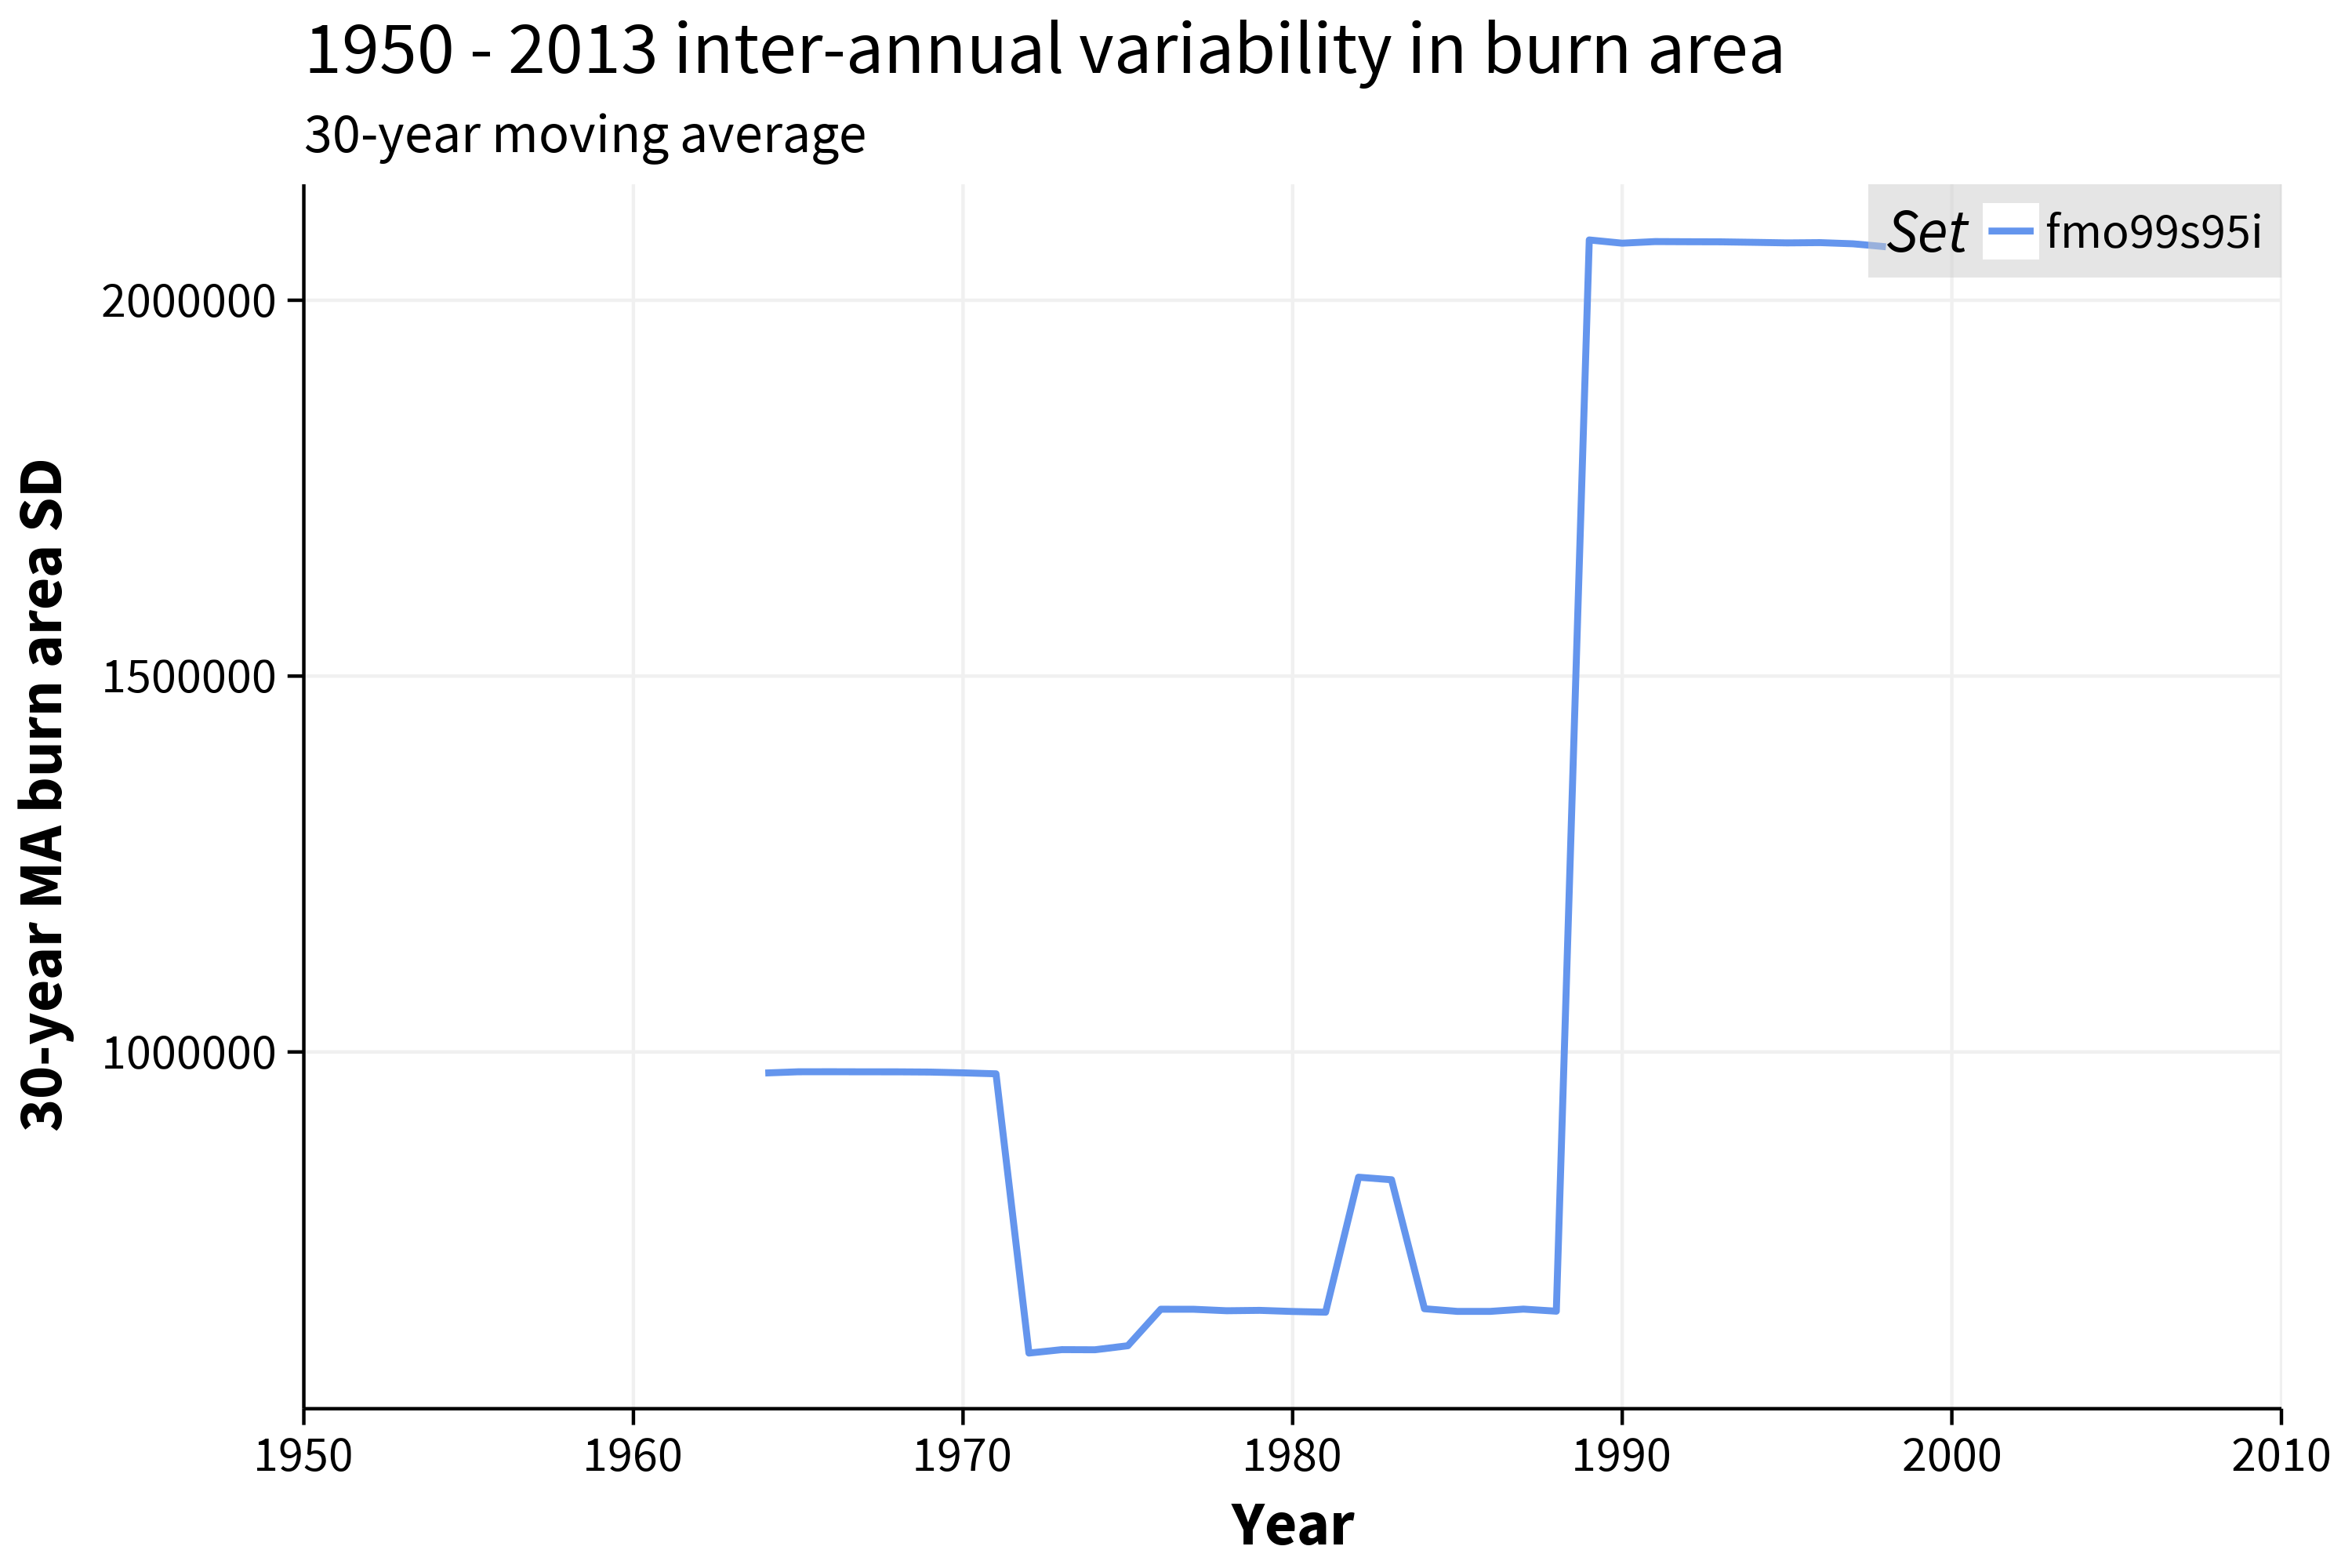 1950 - 2013 inter-annual variability in burn area
30-year moving average
Set fmo99s95i
30-year MA burn area SD
2000000
1500000
1000000
1950 1960 1970 1980 1990 2000 2010
Year